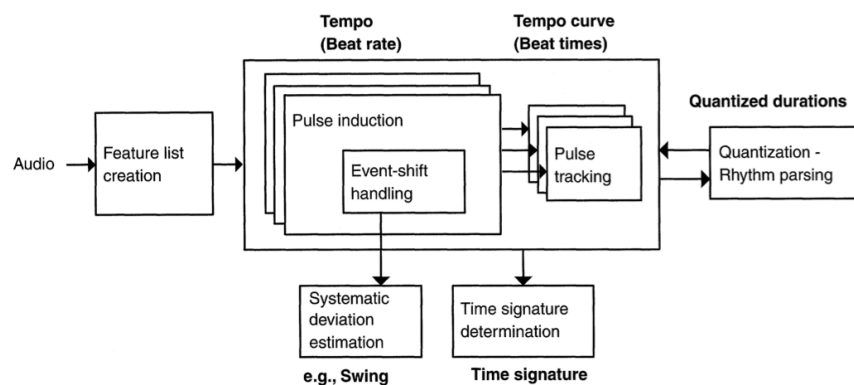 Tempo
(Beat rate)
Tempo curve
(Beat times)
Quantized durations
Audio
Feature list
creation
Pulse induction
Event-shift
handling
Pulse
tracking
Quantization -
Rhythm parsing
Systematic
deviation
estimation
Time signature
determination
e.g., Swing
Time signature